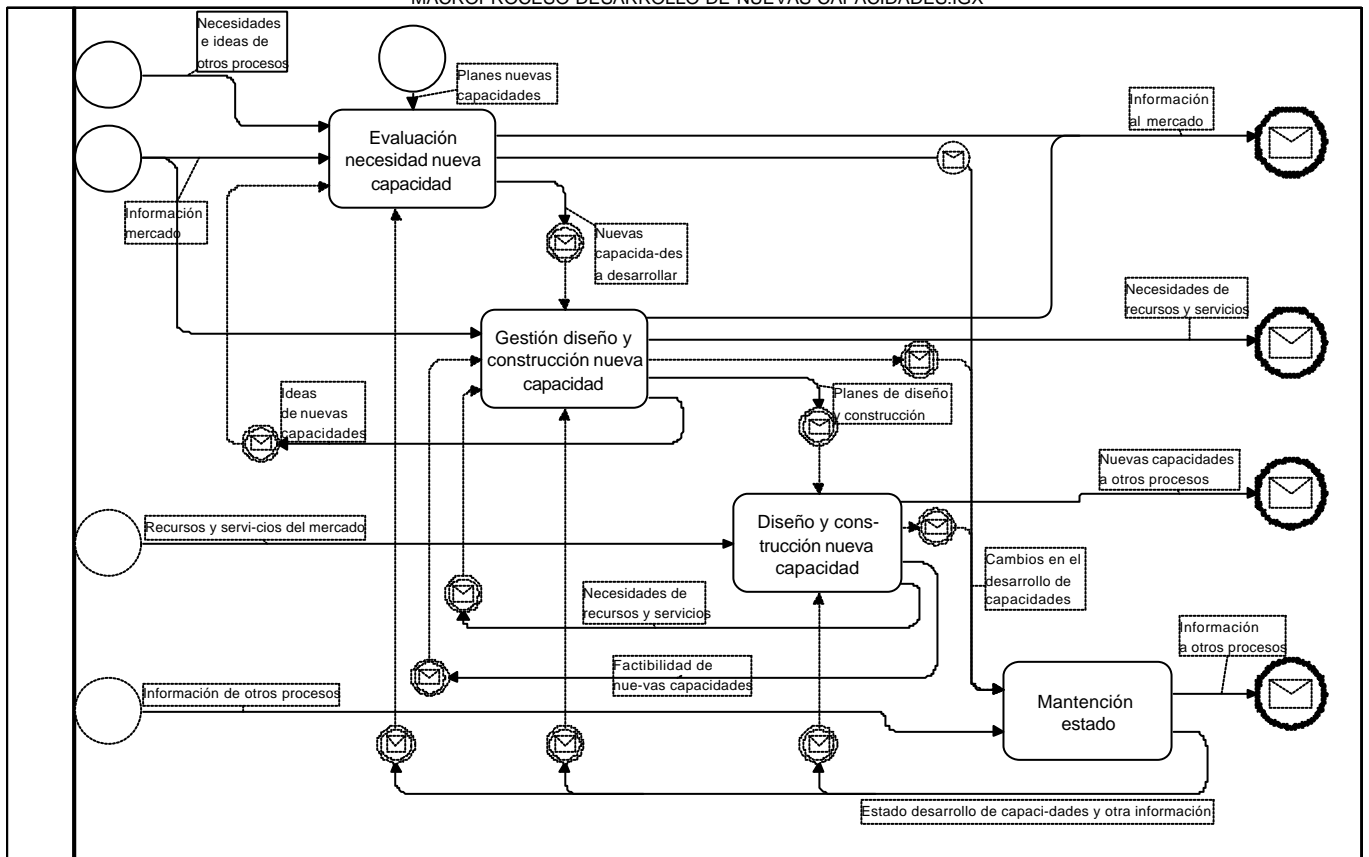 MACROPROCESO DESARROLLO DE NUEVAS CAPACIDADES.IGX
Necesidades
e ideas de
otros procesos
Planes nuevas
capacidades
Información
al mercado
Evaluación
necesidad nueva
capacidad
Información
mercado
Nuevas
capacida-des
a desarrollar
Necesidades de
recursos y servicios
Gestión diseño y
construcción nueva
capacidad
Ideas
de nuevas
capacidades
Planes de diseño
y construcción
Nuevas capacidades
a otros procesos
Recursos y servi-cios del mercado
Diseño y cons-
trucción nueva
capacidad
Cambios en el
desarrollo de
capacidades
Necesidades de
recursos y servicios
Información
a otros procesos
Factibilidad de
nue-vas capacidades
Información de otros procesos
Mantención
estado
Estado desarrollo de capaci-dades y otra información